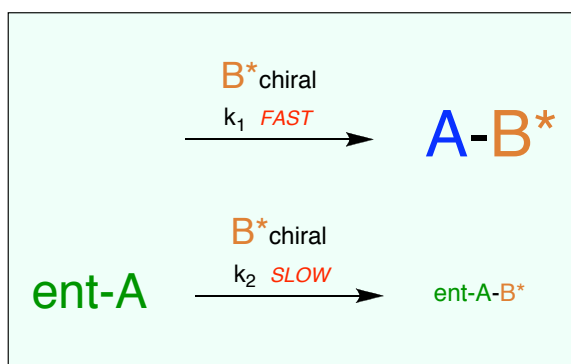 B*chiral
k1 FAST
A-B*
B*chiral
k2 SLOW
ent-A
ent-A-B*